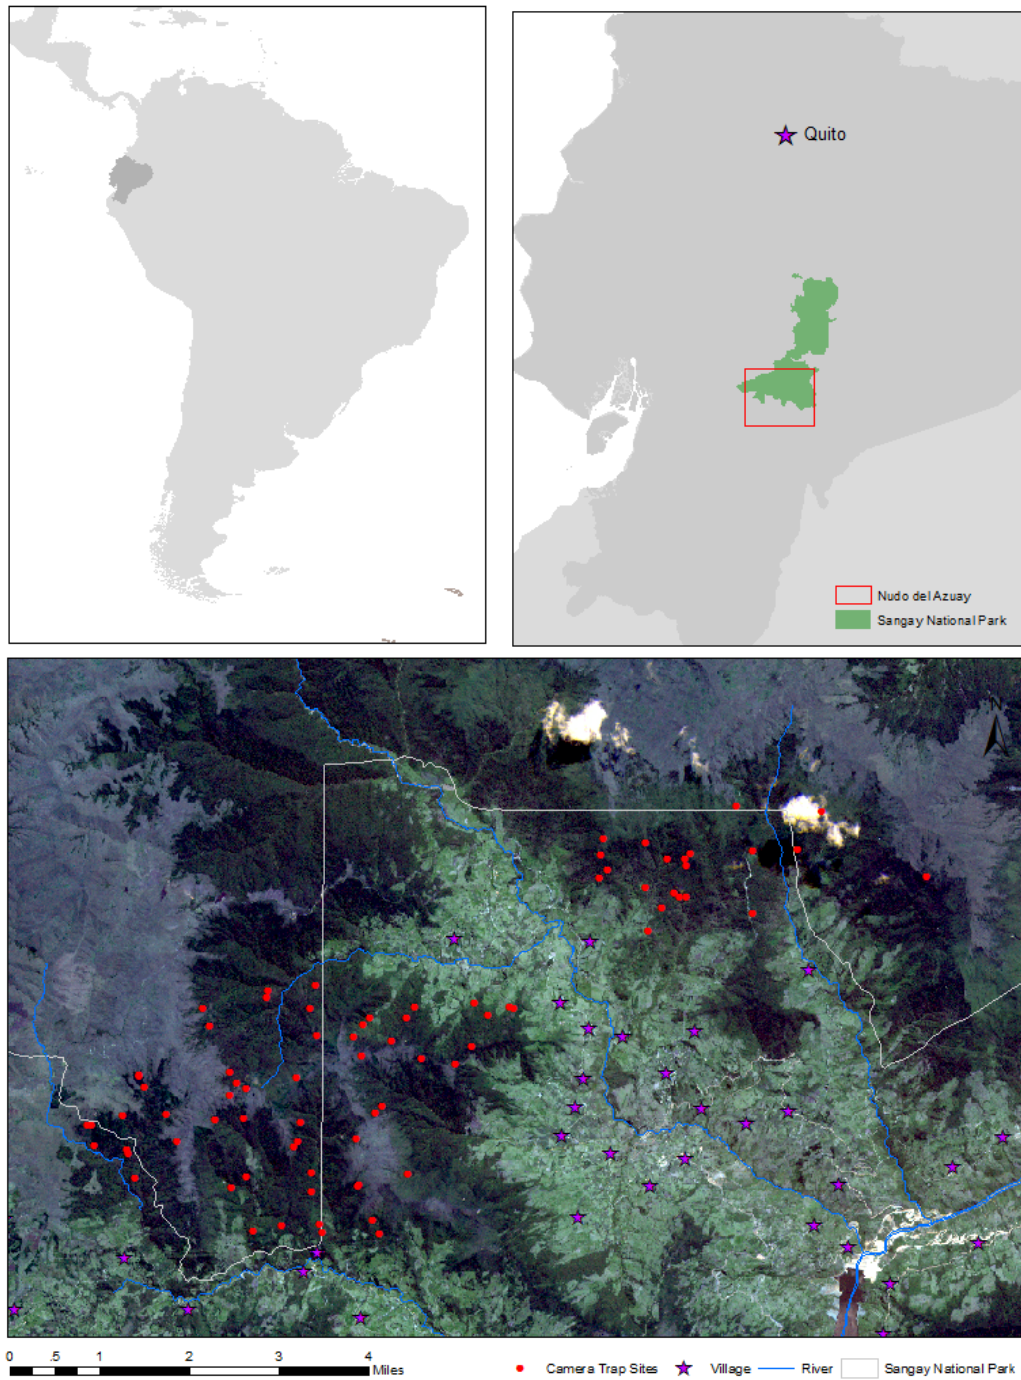 Quito
Nudo del Azuay
Sangay National Park
N
0 .5 1 2 3 4
Miles
Camera Trap Sites Village River Sangay National Park